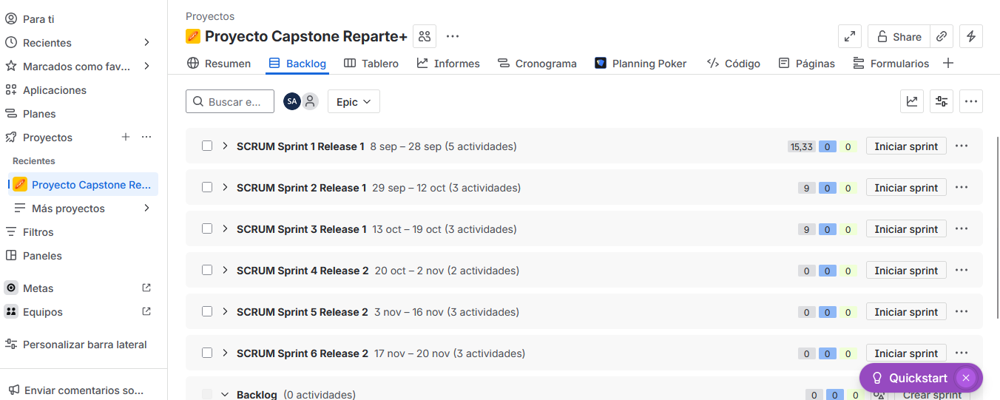 Para ti
Recientes
Marcados como fav...
Aplicaciones
Planes
Proyectos
Recientes
Proyecto Capstone Re...
Más proyectos
Filtros
Paneles
Metas
Equipos
Personalizar barra lateral
Enviar comentarios so...
Proyectos
Proyecto Capstone Reparte+
Share
Resumen Backlog Tablero Informes Cronograma Planning Poker Código Páginas Formularios
Buscar e... SA Epic
SCRUM Sprint 1 Release 1 8 sep – 28 sep (5 actividades) 15,33 0 0 Iniciar sprint
SCRUM Sprint 2 Release 1 29 sep – 12 oct (3 actividades) 9 0 0 Iniciar sprint
SCRUM Sprint 3 Release 1 13 oct – 19 oct (3 actividades) 9 0 0 Iniciar sprint
SCRUM Sprint 4 Release 2 20 oct – 2 nov (2 actividades) 0 0 0 Iniciar sprint
SCRUM Sprint 5 Release 2 3 nov – 16 nov (3 actividades) 0 0 0 Iniciar sprint
SCRUM Sprint 6 Release 2 17 nov – 20 nov (3 actividades) 0 0 0 Iniciar sprint
Quickstart
Backlog (0 actividades) 0 0 0 Crear sprint